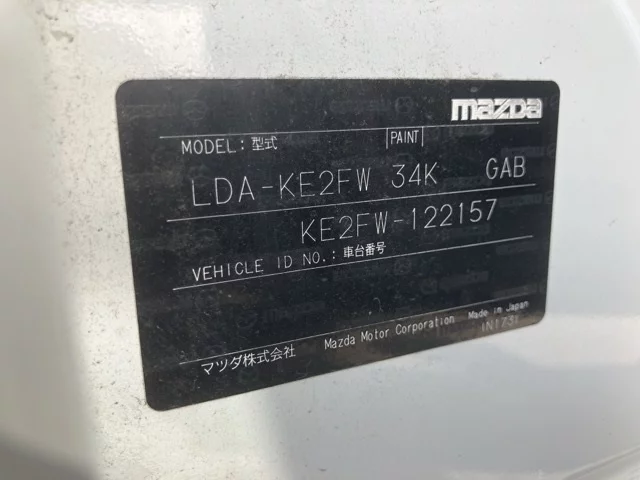 mazda
MODEL : 型式 PAINT
LDA-KE2FW 34K GAB
KE2FW-122157
VEHICLE ID NO. : 車台番号
マツダ株式会社 Mazda Motor Corporation Made in Japan
1N1731